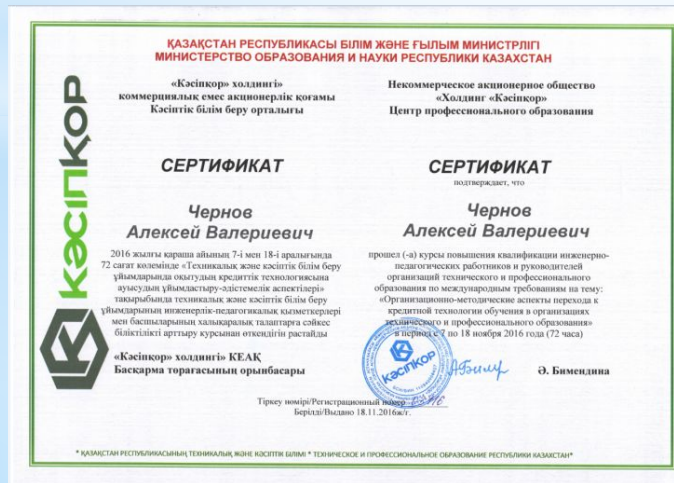 ҚАЗАҚСТАН РЕСПУБЛИКАСЫ БІЛІМ ЖӘНЕ ҒЫЛЫМ МИНИСТРЛІГІ
МИНИСТЕРСТВО ОБРАЗОВАНИЯ И НАУКИ РЕСПУБЛИКИ КАЗАХСТАН
КӘСІПҚОР
«Кәсіпқор» холдингі»
коммерциялық емес акционерлік қоғамы
Кәсіптік білім беру орталығы
СЕРТИФИКАТ
Чернов
Алексей Валериевич
2016 жылғы қараша айының 7-і мен 18-і аралығында
72 сағат көлемінде «Техникалық және кәсіптік білім беру
ұйымдарында оқытудың кредиттік технологиясына
ауысудың ұйымдастыру-әдістемелік аспектілері»
тақырыбында техникалық және кәсіптік білім беру
ұйымдарының инженерлік-педагогикалық қызметкерлері
мен басшыларының халықаралық талаптарға сәйкес
біліктілікті арттыру курсынан өткендігін растайды
Некоммерческое акционерное общество
«Холдинг «Кәсіпқор»
Центр профессионального образования
СЕРТИФИКАТ
подтверждает, что
Чернов
Алексей Валериевич
прошел (-а) курсы повышения квалификации инженерно-
педагогических работников и руководителей
организаций технического и профессионального
образования по международным требованиям на тему:
«Организационно-методические аспекты перехода к
кредитной технологии обучения в организациях
технического и профессионального образования»
в период с 7 по 18 ноября 2016 года (72 часа)
«Кәсіпқор» холдингі» КЕАҚ
Басқарма төрағасының орынбасары
КӘСІПҚОР
Ә. Бимендина
Тіркеу нөмірі/Регистрационный номер
Берілді/Выдано 18.11.2016ж/г.
* ҚАЗАҚСТАН РЕСПУБЛИКАСЫНЫҢ ТЕХНИКАЛЫҚ ЖӘНЕ КӘСІПТІК БІЛІМІ * ТЕХНИЧЕСКОЕ И ПРОФЕССИОНАЛЬНОЕ ОБРАЗОВАНИЕ РЕСПУБЛИКИ КАЗАХСТАН*